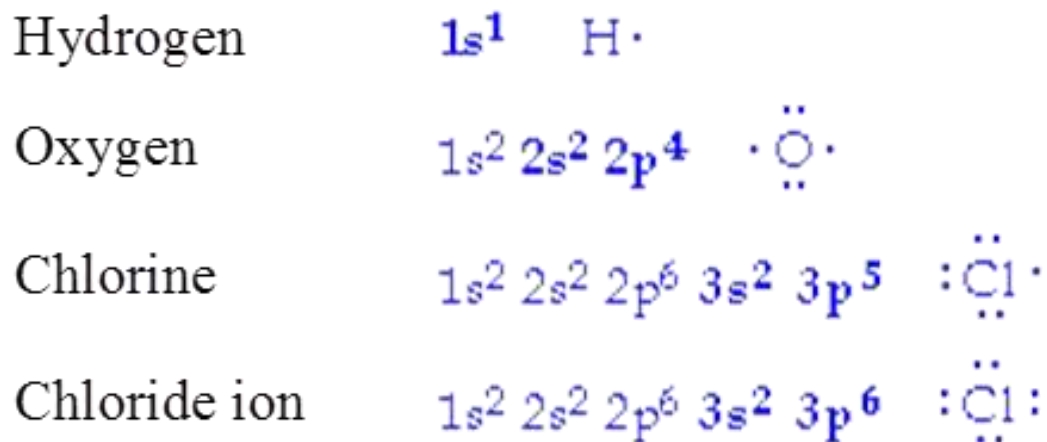 Hydrogen 1s¹ H·
Oxygen 1s² 2s² 2p⁴ ·O·
Chlorine 1s² 2s² 2p⁶ 3s² 3p⁵ :Cl·
Chloride ion 1s² 2s² 2p⁶ 3s² 3p⁶ :Cl: